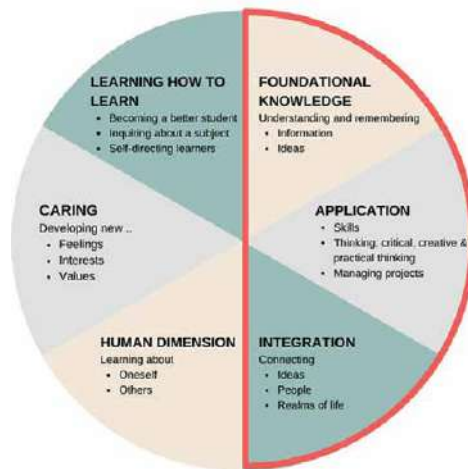 LEARNING HOW TO
LEARN
• Becoming a better student
• Inquiring about a subject
• Self-directing learners
FOUNDATIONAL
KNOWLEDGE
Understanding and remembering
• Information
• Ideas
APPLICATION
• Skills
• Thinking, critical, creative &
practical thinking
• Managing projects
INTEGRATION
Connecting
• Ideas
• People
• Realms of life
HUMAN DIMENSION
Learning about
• Oneself
• Others
CARING
Developing new ..
• Feelings
• Interests
• Values